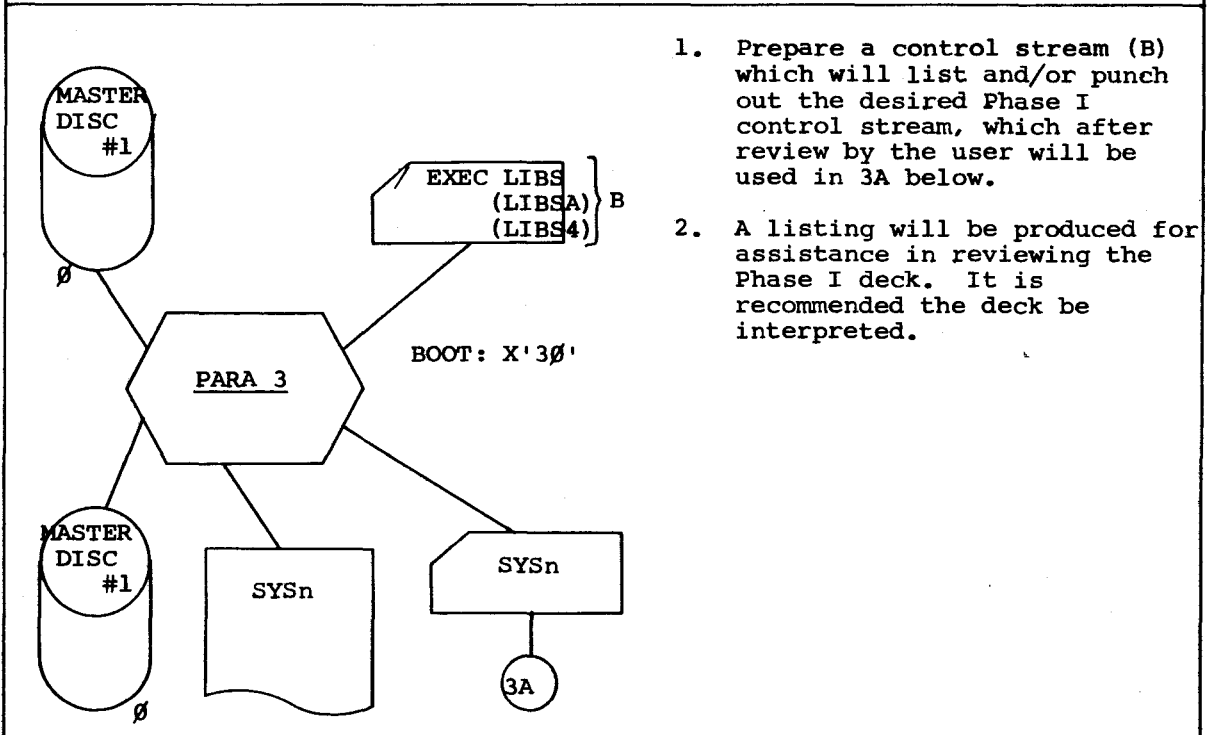 MASTER
DISC
#1
Ø
/ EXEC LIBS
(LIBSA)
(LIBS4)
B
BOOT: X'3Ø'
PARA 3
MASTER
DISC
#1
Ø
SYSn
SYSn
3A
1. Prepare a control stream (B)
which will list and/or punch
out the desired Phase I
control stream, which after
review by the user will be
used in 3A below.
2. A listing will be produced for
assistance in reviewing the
Phase I deck. It is
recommended the deck be
interpreted.